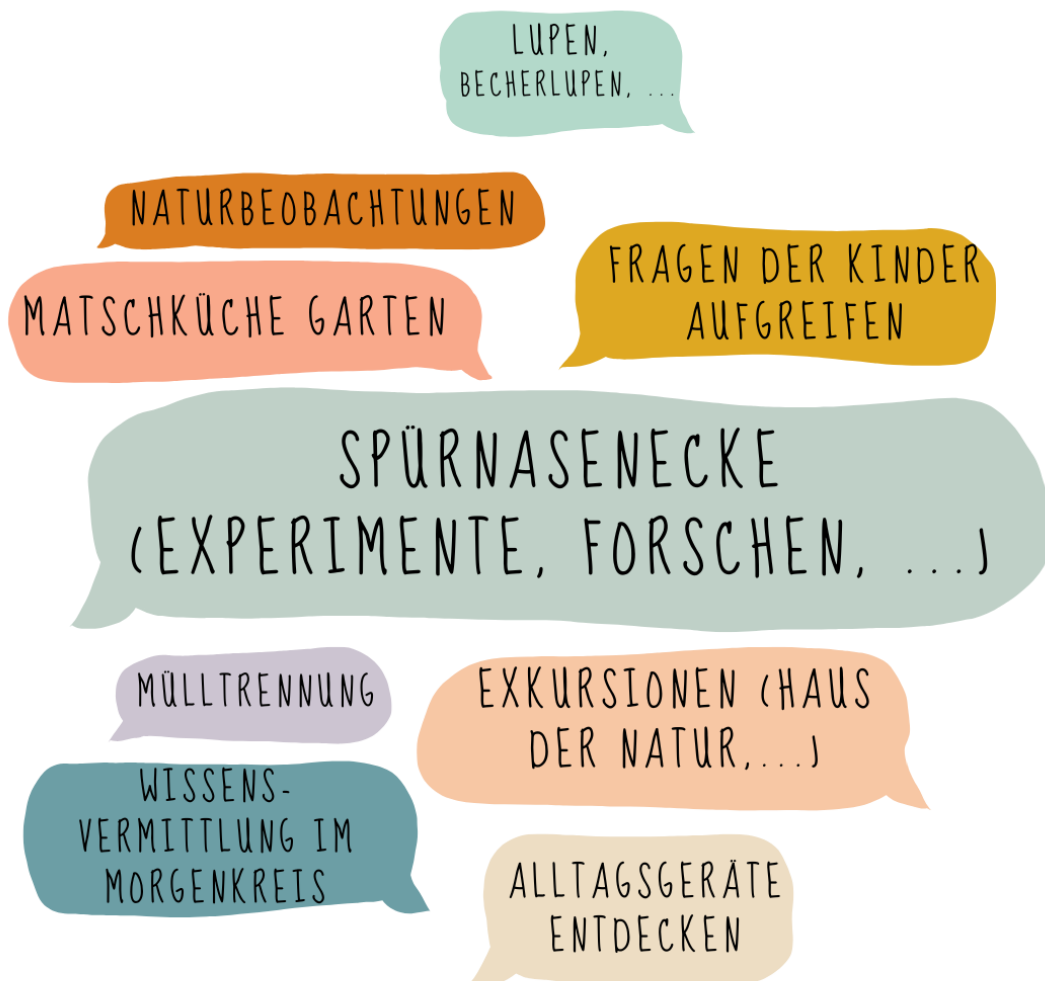 LUPEN,
BECHERLUPEN, ...
NATURBEOBACHTUNGEN
FRAGEN DER KINDER
AUFGREIFEN
MATSCHKÜCHE GARTEN
SPÜRNASENECKE
(EXPERIMENTE, FORSCHEN, ...)
MÜLLTRENNUNG
EXKURSIONEN (HAUS
DER NATUR,...)
WISSENS-
VERMITTLUNG IM
MORGENKREIS
ALLTAGSGERÄTE
ENTDECKEN